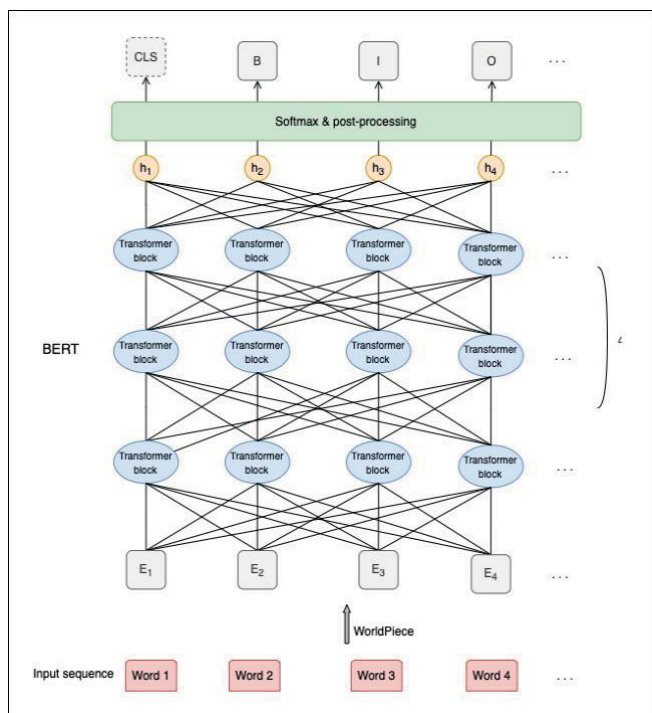 CLS B I O ...
Softmax & post-processing
h1 h2 h3 h4 ...
Transformer block Transformer block Transformer block Transformer block ...
BERT Transformer block Transformer block Transformer block Transformer block ...
Transformer block Transformer block Transformer block Transformer block ...
E1 E2 E3 E4 ...
WorldPiece
Input sequence Word 1 Word 2 Word 3 Word 4 ...